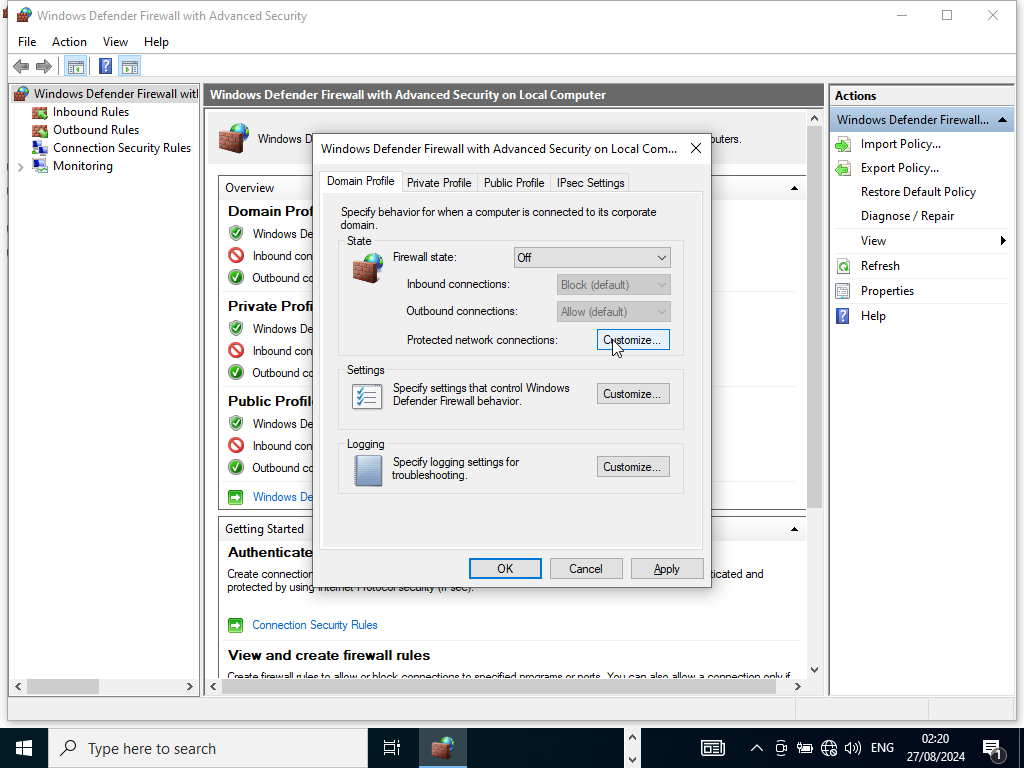 Windows Defender Firewall with Advanced Security
File Action View Help
Windows Defender Firewall with
Inbound Rules
Outbound Rules
Connection Security Rules
Monitoring
Windows Defender Firewall with Advanced Security on Local Computer
Windows D
uters.
Overview
Domain Prof
Windows De
Inbound con
Outbound co
Private Profi
Windows De
Inbound con
Outbound co
Public Profil
Windows De
Inbound con
Outbound co
Windows De
Getting Started
Authenticate
Create connection
ticated and
protected by using Internet Protocol security (IPsec).
Connection Security Rules
View and create firewall rules
Create firewall rules to allow or block connections to specified programs or ports. You can also allow a connection only if
Windows Defender Firewall with Advanced Security on Local Com...
Domain Profile Private Profile Public Profile IPsec Settings
Specify behavior for when a computer is connected to its corporate
domain.
State
Firewall state: Off
Inbound connections: Block (default)
Outbound connections: Allow (default)
Protected network connections: Customize...
Settings
Specify settings that control Windows
Defender Firewall behavior.
Customize...
Logging
Specify logging settings for
troubleshooting.
Customize...
OK Cancel Apply
Actions
Windows Defender Firewall...
Import Policy...
Export Policy...
Restore Default Policy
Diagnose / Repair
View
Refresh
Properties
Help
Type here to search
ENG
02:20
27/08/2024
1